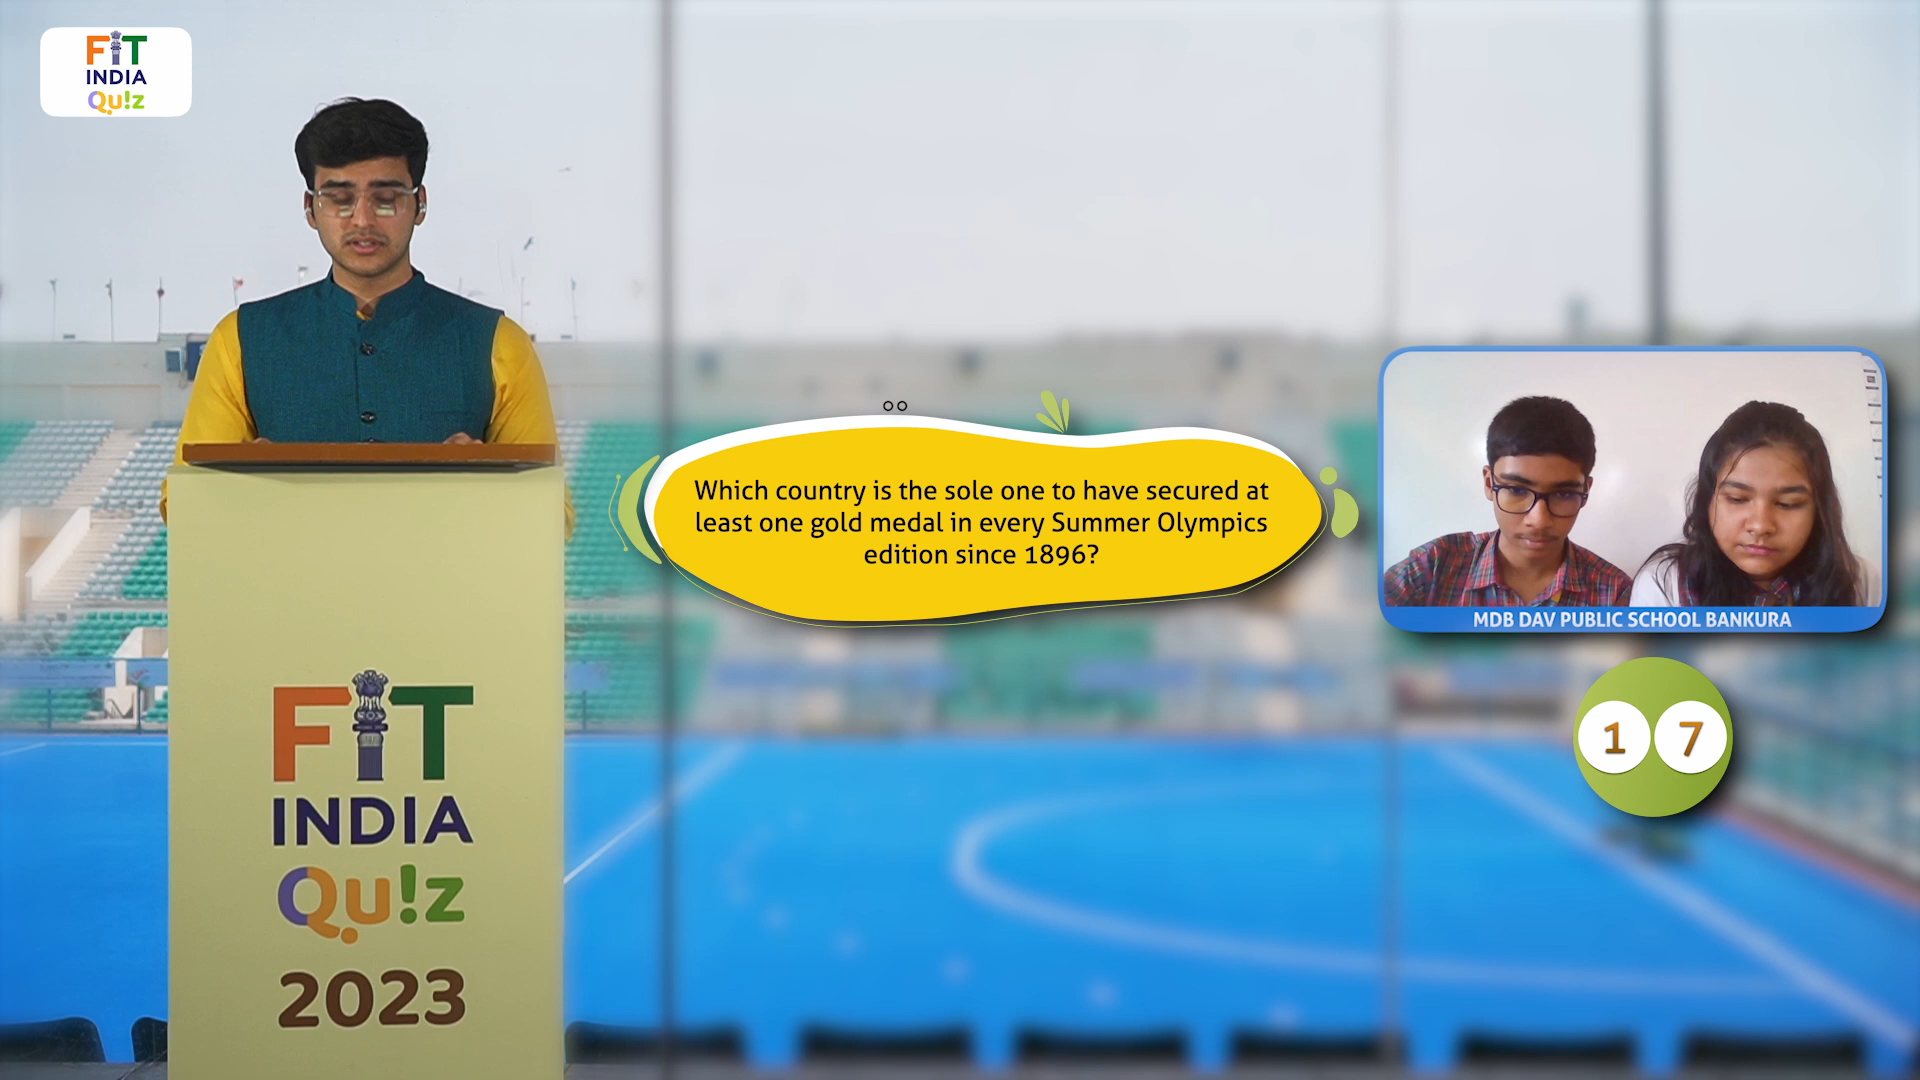 FiT
INDIA
Qu!z
Which country is the sole one to have secured at
least one gold medal in every Summer Olympics
edition since 1896?
MDB DAV PUBLIC SCHOOL BANKURA
1 7
FiT
INDIA
Qu!z
2023